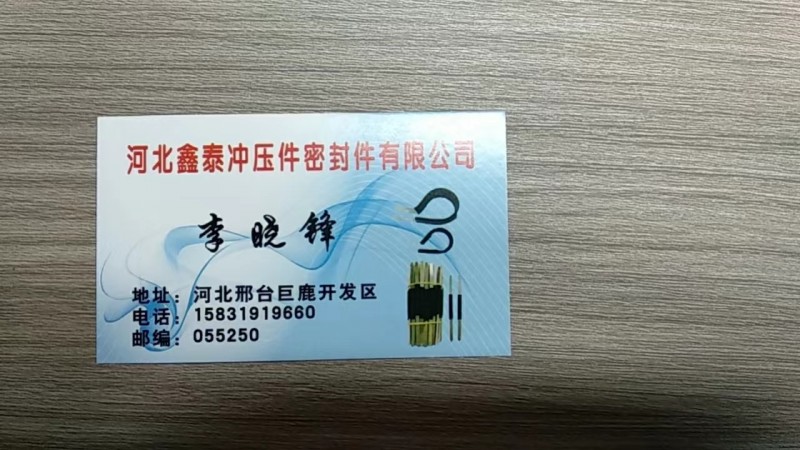 河北鑫泰冲压件密封件有限公司
李晓锋
地址：河北邢台巨鹿开发区
电话：15831919660
邮编：055250